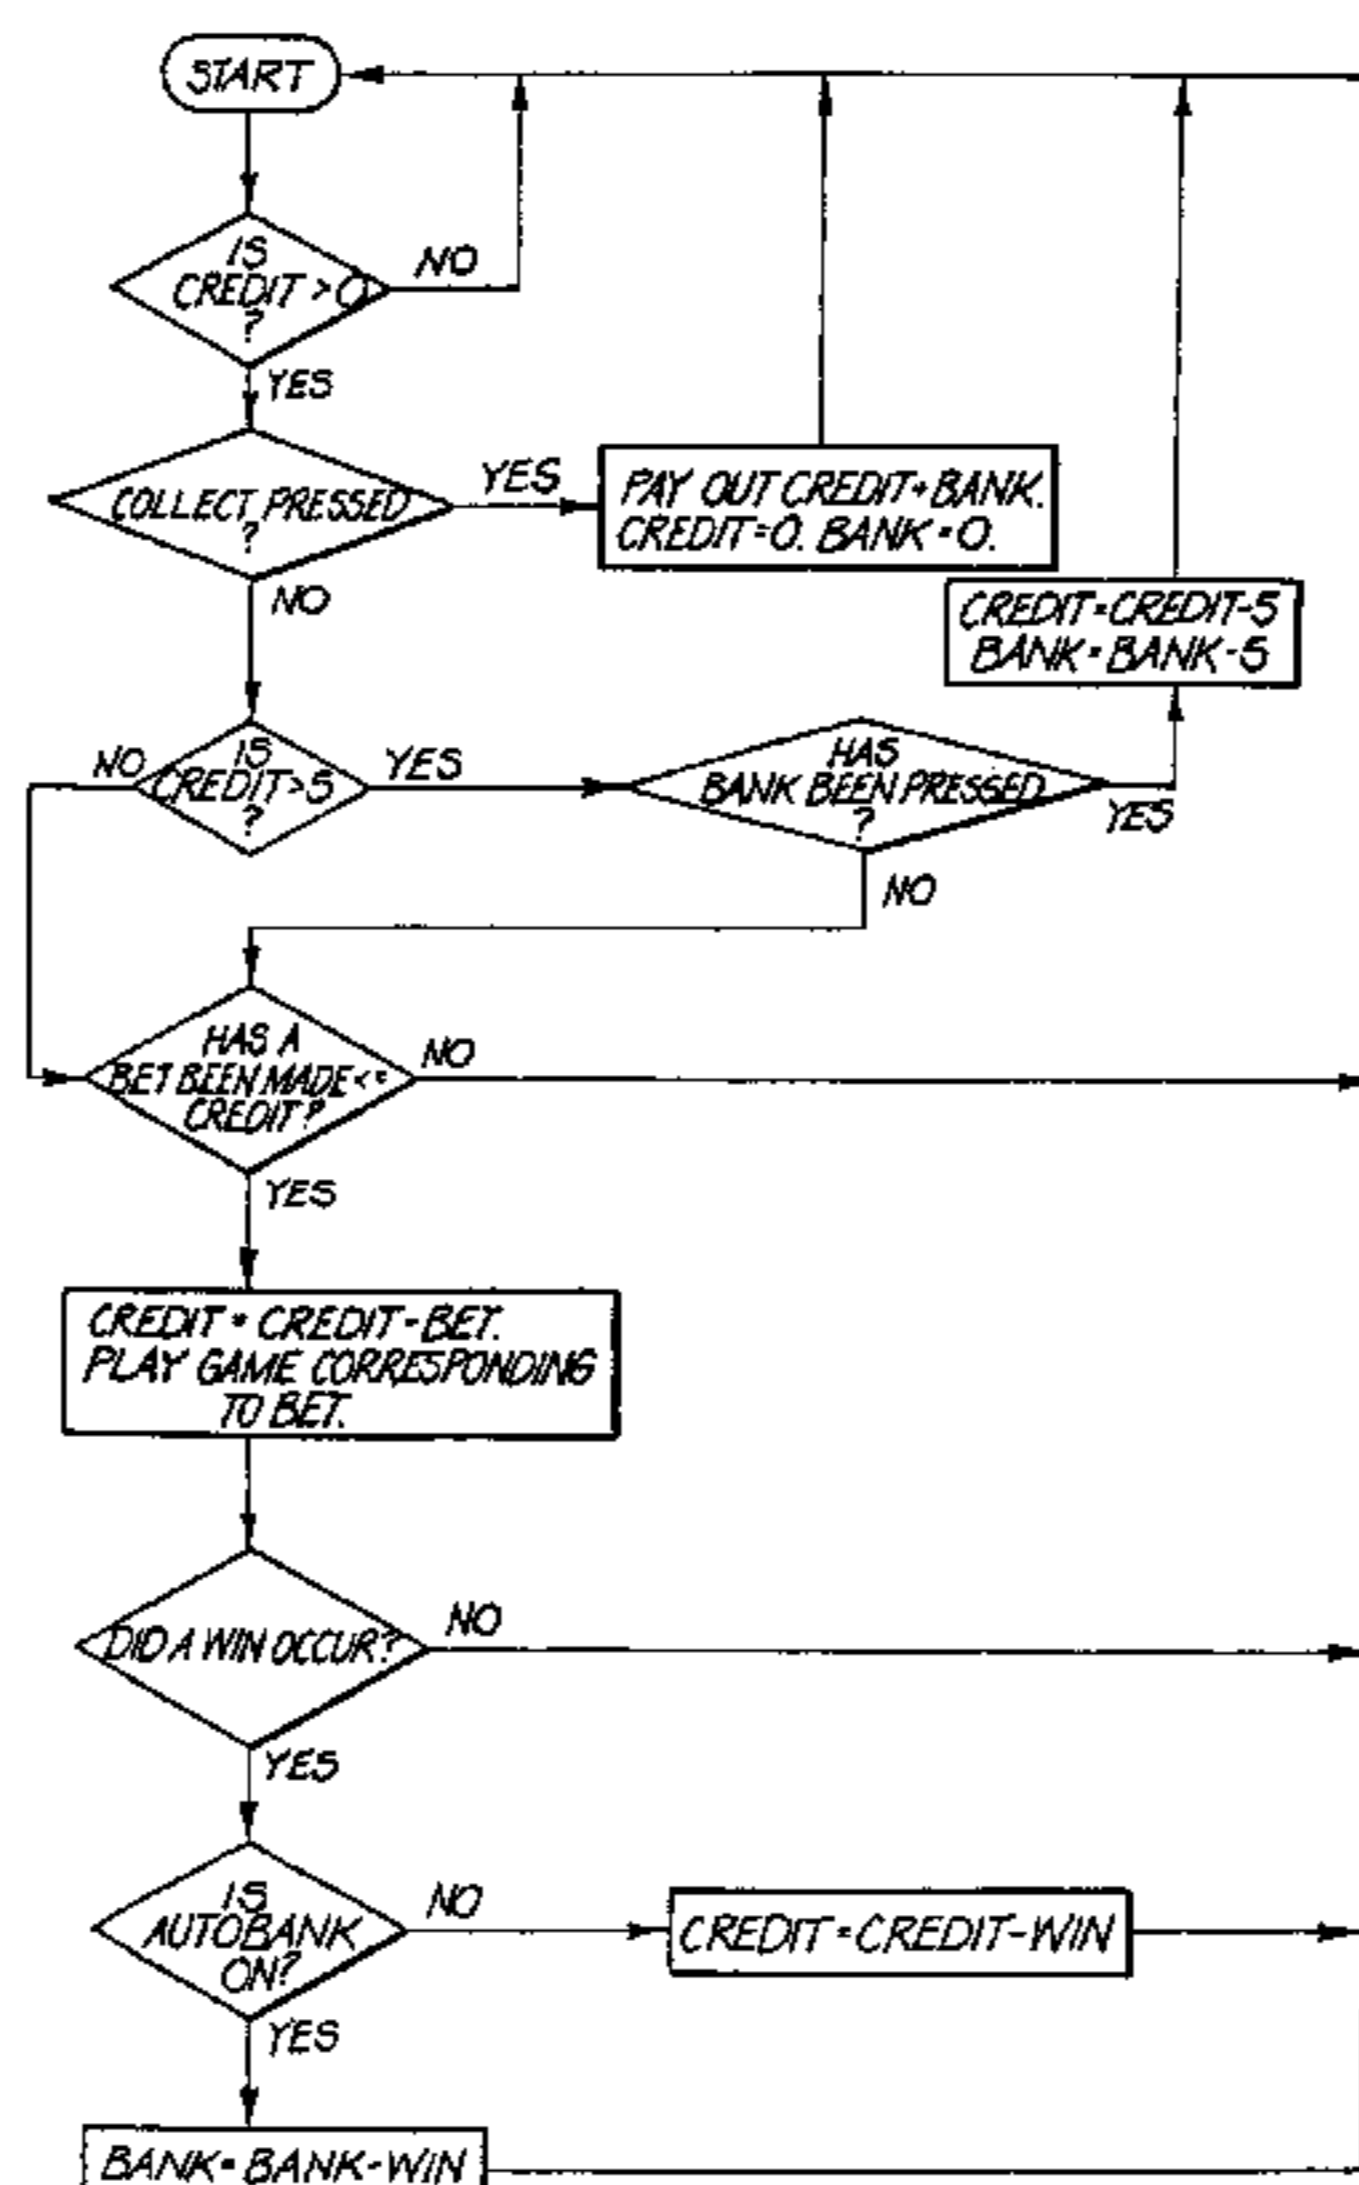 START
IS
CREDIT > 0
?
NO
YES
COLLECT PRESSED
?
YES
PAY OUT CREDIT+BANK.
CREDIT=0. BANK=0.
NO
CREDIT=CREDIT-5
BANK=BANK-5
IS
CREDIT>5
?
NO
YES
HAS
BANK BEEN PRESSED
?
YES
NO
HAS A
BET BEEN MADE <=
CREDIT?
NO
YES
CREDIT = CREDIT-BET.
PLAY GAME CORRESPONDING
TO BET.
DID A WIN OCCUR?
NO
YES
IS
AUTOBANK
ON?
NO
CREDIT=CREDIT-WIN
YES
BANK=BANK-WIN